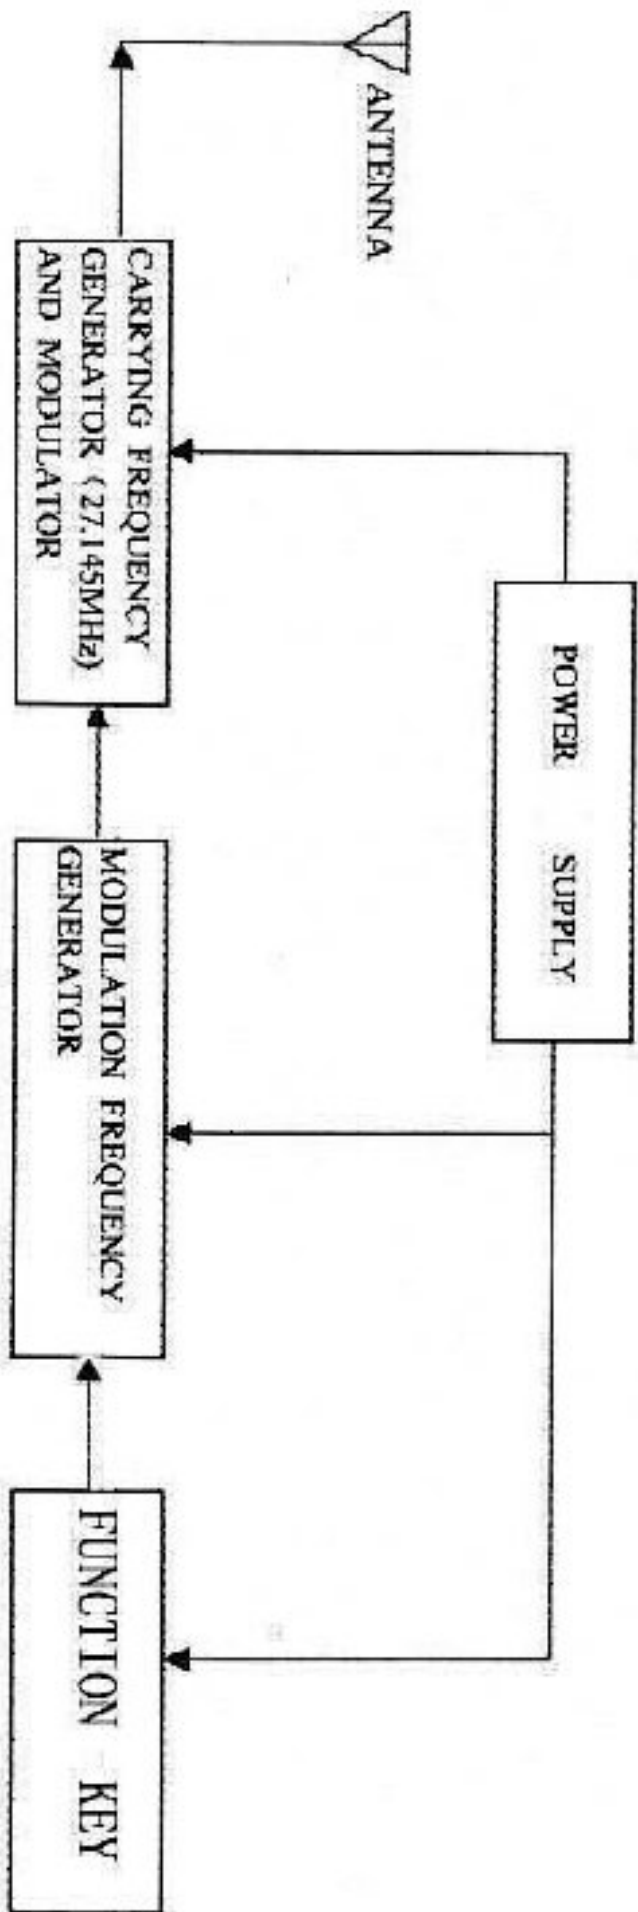 ANTENNA
POWER SUPPLY
CARRYING FREQUENCY
GENERATOR (27.145MHz)
AND MODULATOR
MODULATION FREQUENCY
GENERATOR
FUNCTION KEY